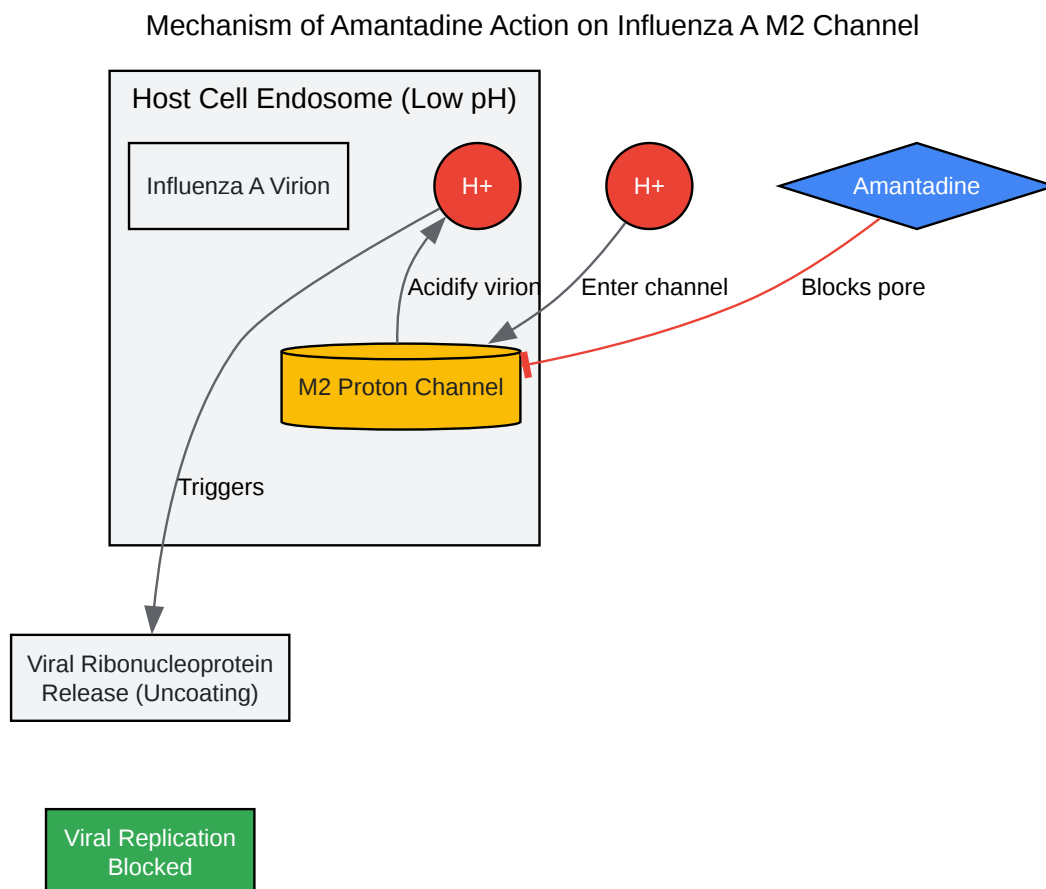 Mechanism of Amantadine Action on Influenza A M2 Channel
Host Cell Endosome (Low pH)
Influenza A Virion
H+
H+
Amantadine
Acidify virion
Enter channel
Blocks pore
M2 Proton Channel
Triggers
Viral Ribonucleoprotein
Release (Uncoating)
Viral Replication
Blocked